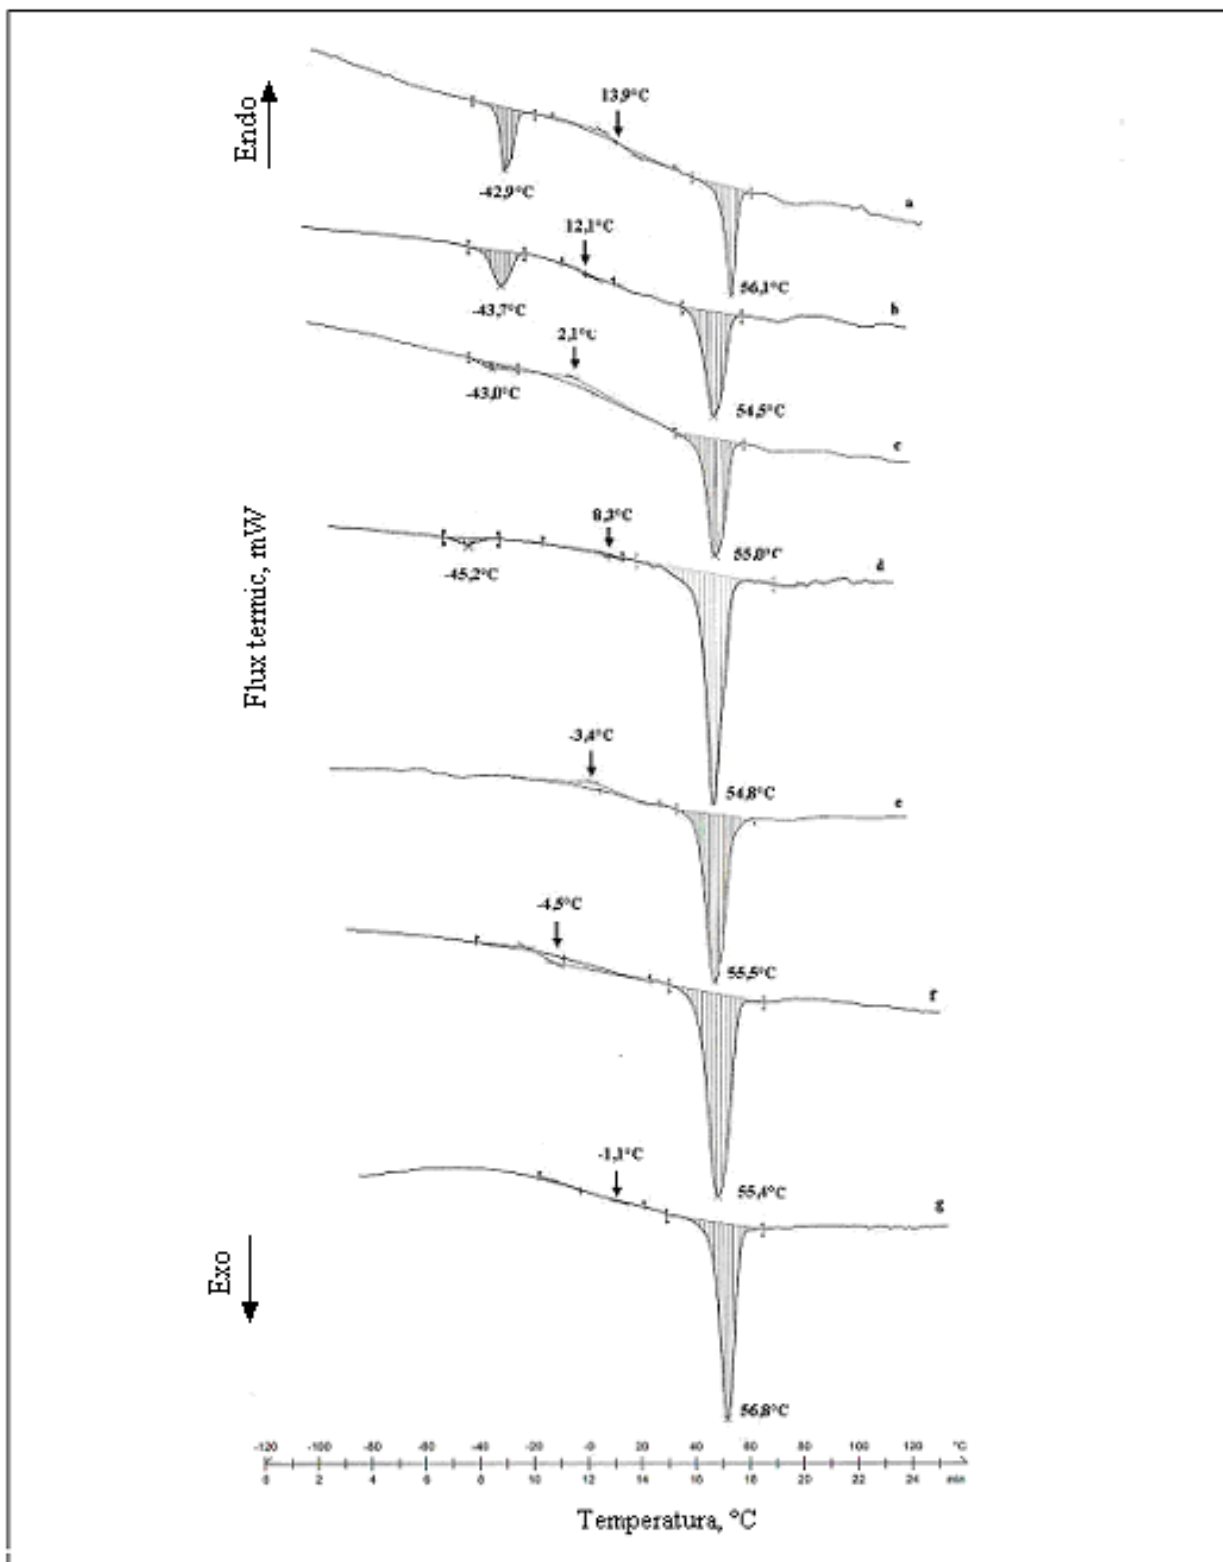 Endo
13,9°C
-42,9°C
a
56,1°C
12,1°C
-43,7°C
b
2,1°C
-43,0°C
54,5°C
c
Flux termic, mW
8,3°C
55,0°C
-45,2°C
d
-3,4°C
54,8°C
e
-4,5°C
55,5°C
f
-1,1°C
55,4°C
g
Exo
56,8°C
-120 -100 -80 -60 -40 -20 -0 20 40 60 80 100 120 °C
0 2 4 6 8 10 12 14 16 18 20 22 24 min
Temperatura, °C